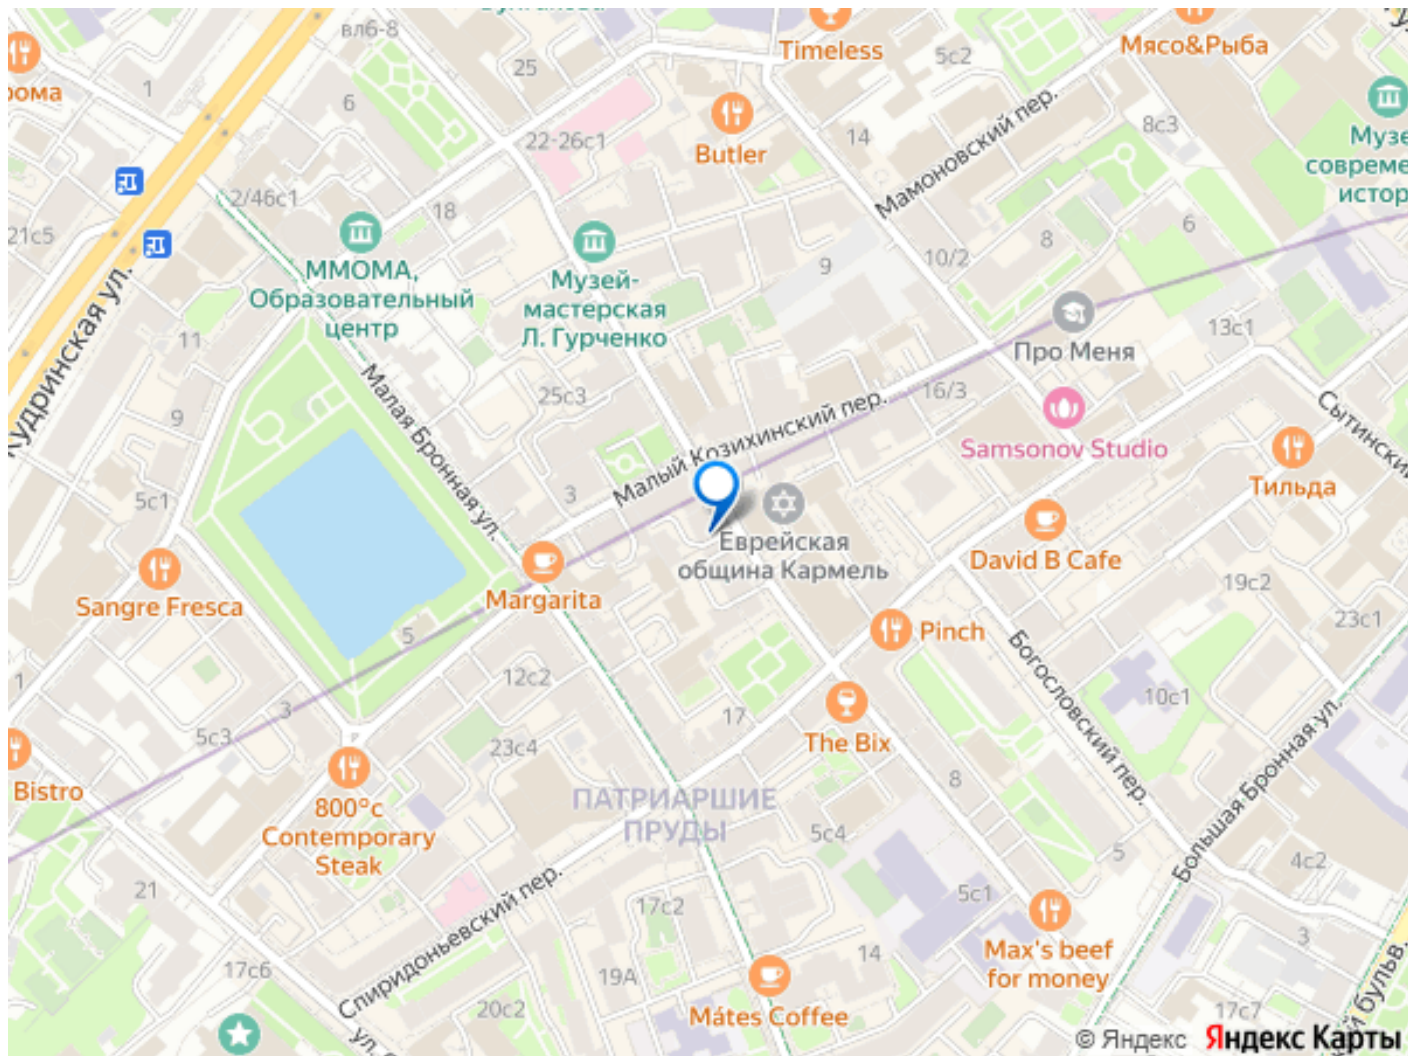 вл6-8
Timeless
Мясо&Рыба
5с2
25
1
6
22-26с1
Butler
14
Мамоновский пер.
8с3
Музе
совреме
истор
2/46с1
18
21с5
ММОМА,
Образовательный
центр
Музей-
мастерская
Л. Гурченко
9
10/2
8
6
Кудринская ул.
11
Про Меня
13с1
Малая Бронная ул.
25с3
16/3
9
Малый Козихинский пер.
Samsonov Studio
Сытинский
Тильда
5с1
3
Еврейская
община Кармель
David B Cafe
Sangre Fresca
Margarita
19с2
23с1
5
Pinch
Богословский пер.
1
12с2
10с1
3
5с3
17
The Bix
23с4
Bistro
800°с
Contemporary
Steak
ПАТРИАРШИЕ
ПРУДЫ
8
5с4
Большая Бронная ул.
5
4с2
21
Спиридоньевский пер.
17с2
5с1
14
Max's beef
for money
3
17с6
19А
20с2
Mátes Coffee
17с7
й бульв.
© Яндекс Яндекс Карты